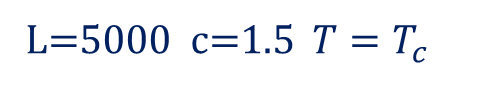 L=5000 c=1.5 T = T_c